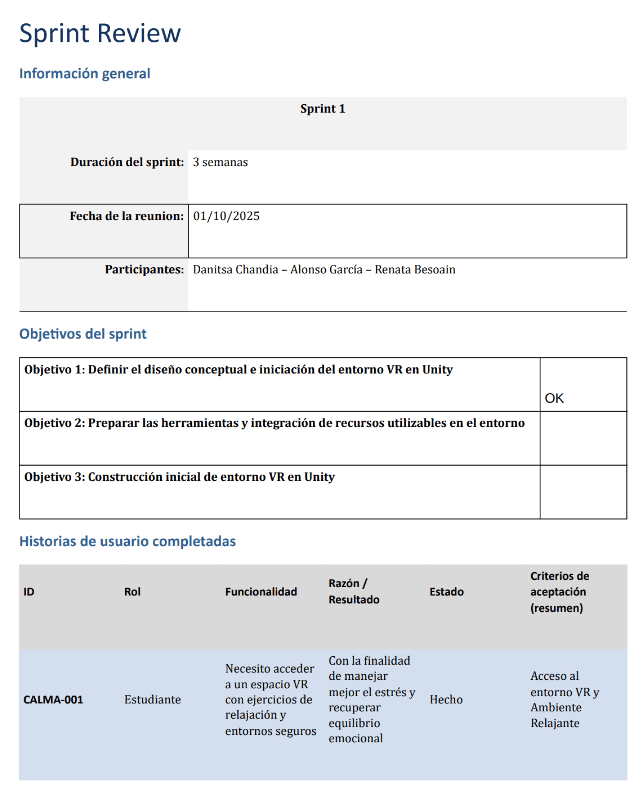 Sprint Review
Información general
Sprint 1
Duración del sprint: 3 semanas
Fecha de la reunion: 01/10/2025
Participantes: Danitsa Chandia – Alonso García – Renata Besoain
Objetivos del sprint
Objetivo 1: Definir el diseño conceptual e iniciación del entorno VR en Unity
OK
Objetivo 2: Preparar las herramientas y integración de recursos utilizables en el entorno
Objetivo 3: Construcción inicial de entorno VR en Unity
Historias de usuario completadas
ID
Rol
Funcionalidad
Razón /
Resultado
Estado
Criterios de
aceptación
(resumen)
CALMA-001
Estudiante
Necesito acceder
a un espacio VR
con ejercicios de
relajación y
entornos seguros
Con la finalidad
de manejar
mejor el estrés y
recuperar
equilibrio
emocional
Hecho
Acceso al
entorno VR y
Ambiente
Relajante